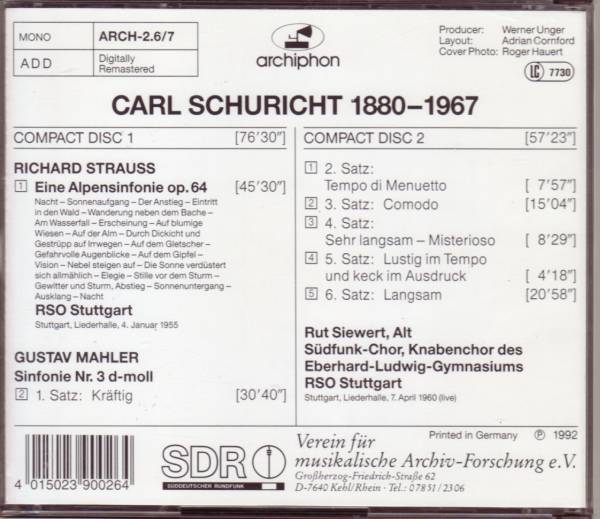 MONO
ARCH-2.6/7
ADD
Digitally
Remastered
archiphon
Producer: Werner Unger
Layout: Adrian Cornford
Cover Photo: Roger Hauert
LC 7730
CARL SCHURICHT 1880–1967
COMPACT DISC 1 [76'30"]
RICHARD STRAUSS
1 Eine Alpensinfonie op. 64 [45'30"]
Nacht – Sonnenaufgang – Der Anstieg – Eintritt
in den Wald – Wanderung neben dem Bache –
Am Wasserfall – Erscheinung – Auf blumige
Wiesen – Auf der Alm – Durch Dickicht und
Gestrüpp auf Irrwegen – Auf dem Gletscher –
Gefahrvolle Augenblicke – Auf dem Gipfel –
Vision – Nebel steigen auf – Die Sonne verdüstert
sich allmählich – Elegie – Stille vor dem Sturm –
Gewitter und Sturm, Abstieg – Sonnenuntergang –
Ausklang – Nacht
RSO Stuttgart
Stuttgart, Liederhalle, 4. Januar 1955
GUSTAV MAHLER
Sinfonie Nr. 3 d-moll
2 1. Satz: Kräftig [30'40"]
COMPACT DISC 2 [57'23"]
1 2. Satz:
Tempo di Menuetto [ 7'57"]
2 3. Satz: Comodo [15'04"]
3 4. Satz:
Sehr langsam – Misterioso [ 8'29"]
4 5. Satz: Lustig im Tempo
und keck im Ausdruck [ 4'18"]
5 6. Satz: Langsam [20'58"]
Rut Siewert, Alt
Südfunk-Chor, Knabenchor des
Eberhard-Ludwig-Gymnasiums
RSO Stuttgart
Stuttgart, Liederhalle, 7. April 1960 (live)
4 015023 900264
SDR
SÜDDEUTSCHER RUNDFUNK
Printed in Germany ℗ 1992
Verein für
musikalische Archiv-Forschung e.V.
Großherzog-Friedrich-Straße 62
D-7640 Kehl/Rhein · Tel.: 07851/2306